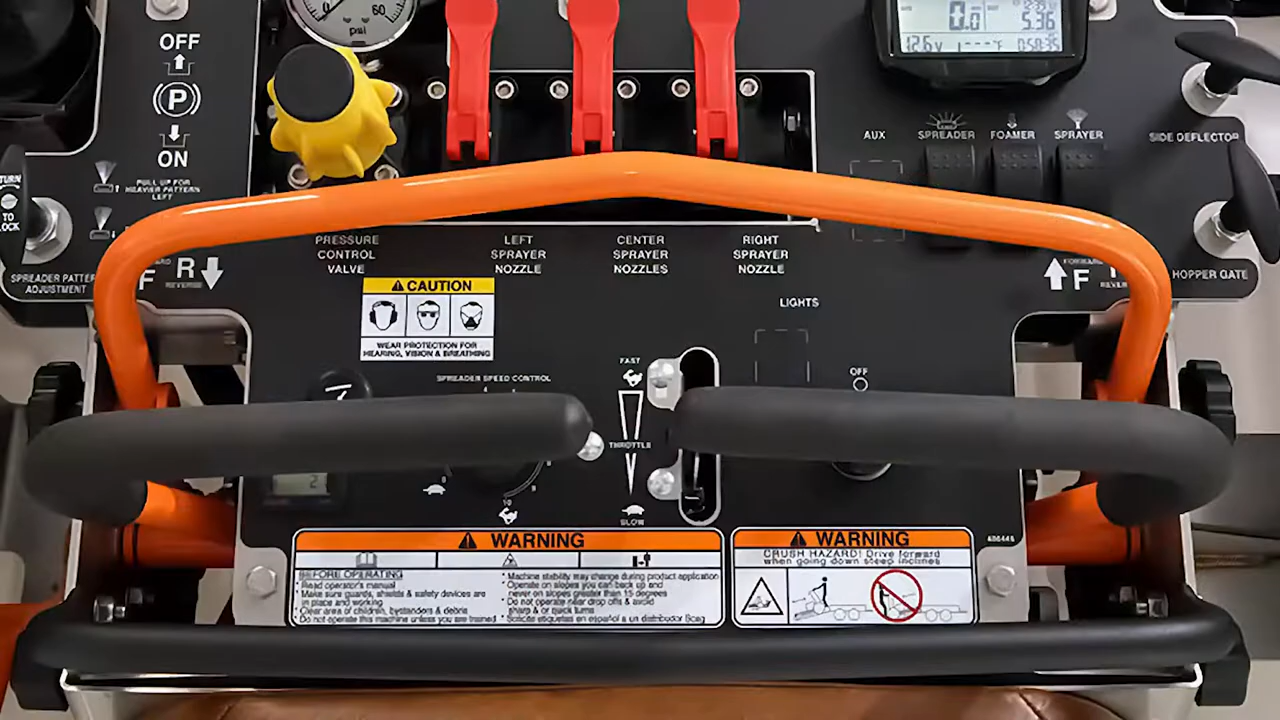 OFF
P
ON
PULL UP FOR
HEAVIER PATTERN
LEFT
TURN
TO
LOCK
SPREADER PATTERN
ADJUSTMENT
F
R
REVERSE
0
60
psi
0.0
5.36
12.6V
°F
0:58:35
AUX
SPREADER
FOAMER
SPRAYER
SIDE DEFLECTOR
HOPPER GATE
F
PRESSURE
CONTROL
VALVE
LEFT
SPRAYER
NOZZLE
CENTER
SPRAYER
NOZZLES
RIGHT
SPRAYER
NOZZLE
CAUTION
WEAR PROTECTION FOR
HEARING, VISION & BREATHING
LIGHTS
OFF
SPREADER SPEED CONTROL
0
10
FAST
THROTTLE
SLOW
WARNING
BEFORE OPERATING
* Read operator's manual
* Make sure guards, shields & safety devices are
in place and working
* Clear area of children, bystanders & debris
* Do not operate this machine unless you are trained
* Machine stability may change during product application
* Operate on slopes you can back up and
never on slopes greater than 15 degrees
* Do not operate near drop offs & avoid
sharp & or quick turns
* Solicite etiquetas en español a un distribudor Scag
WARNING
CRUSH HAZARD! Drive forward
when going down steep inclines